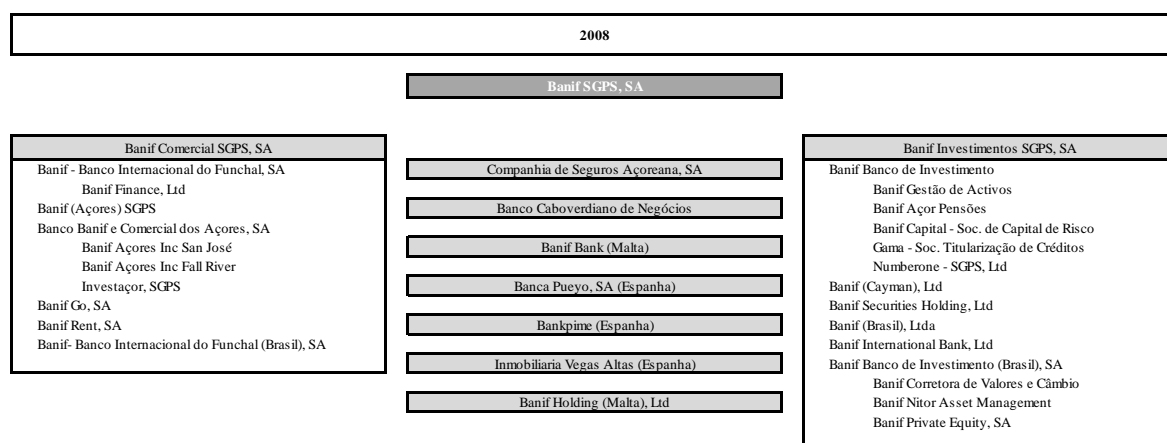 2008
Banif SGPS, SA
Banif Comercial SGPS, SA
Banif - Banco Internacional do Funchal, SA
Banif Finance, Ltd
Banif (Açores) SGPS
Banco Banif e Comercial dos Açores, SA
Banif Açores Inc San José
Banif Açores Inc Fall River
Investaçor, SGPS
Banif Go, SA
Banif Rent, SA
Banif- Banco Internacional do Funchal (Brasil), SA
Companhia de Seguros Açoreana, SA
Banco Caboverdiano de Negócios
Banif Bank (Malta)
Banca Pueyo, SA (Espanha)
Bankpime (Espanha)
Inmobiliaria Vegas Altas (Espanha)
Banif Holding (Malta), Ltd
Banif Investimentos SGPS, SA
Banif Banco de Investimento
Banif Gestão de Activos
Banif Açor Pensões
Banif Capital - Soc. de Capital de Risco
Gama - Soc. Titularização de Créditos
Numberone - SGPS, Ltd
Banif (Cayman), Ltd
Banif Securities Holding, Ltd
Banif (Brasil), Ltda
Banif International Bank, Ltd
Banif Banco de Investimento (Brasil), SA
Banif Corretora de Valores e Câmbio
Banif Nitor Asset Management
Banif Private Equity, SA